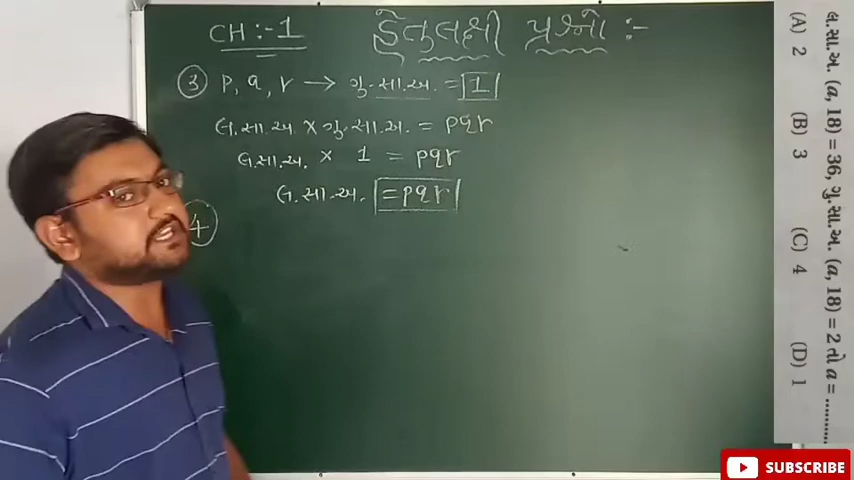 CH :- 1 હેતુલક્ષી પ્રશ્નો :-
③ p, q, r → ગુ.સા.અ. = 1
લ.સા.અ. × ગુ.સા.અ. = pqr
લ.સા.અ. × 1 = pqr
લ.સા.અ. = pqr
④
લ.સા.અ. (a, 18) = 36, ગુ.સા.અ. (a, 18) = 2 તો a = ........
(A) 2 (B) 3 (C) 4 (D) 1
SUBSCRIBE